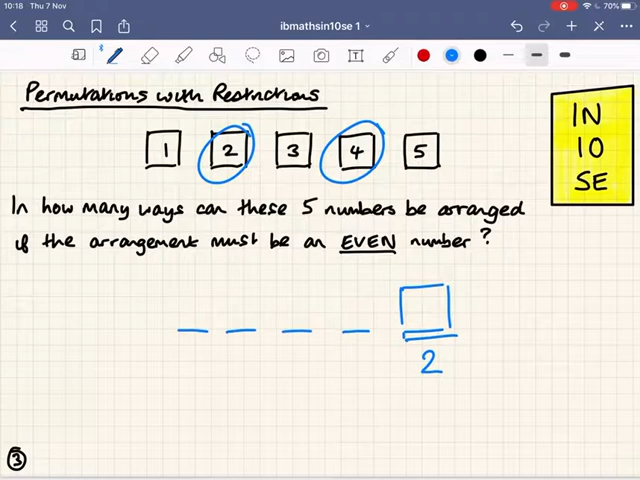 10:18 Thu 7 Nov
70%
ibmathsin10se 1
Permutations with Restrictions
1 2 3 4 5
In how many ways can these 5 numbers be arranged
if the arrangement must be an EVEN number?
2
IN
10
SE
3